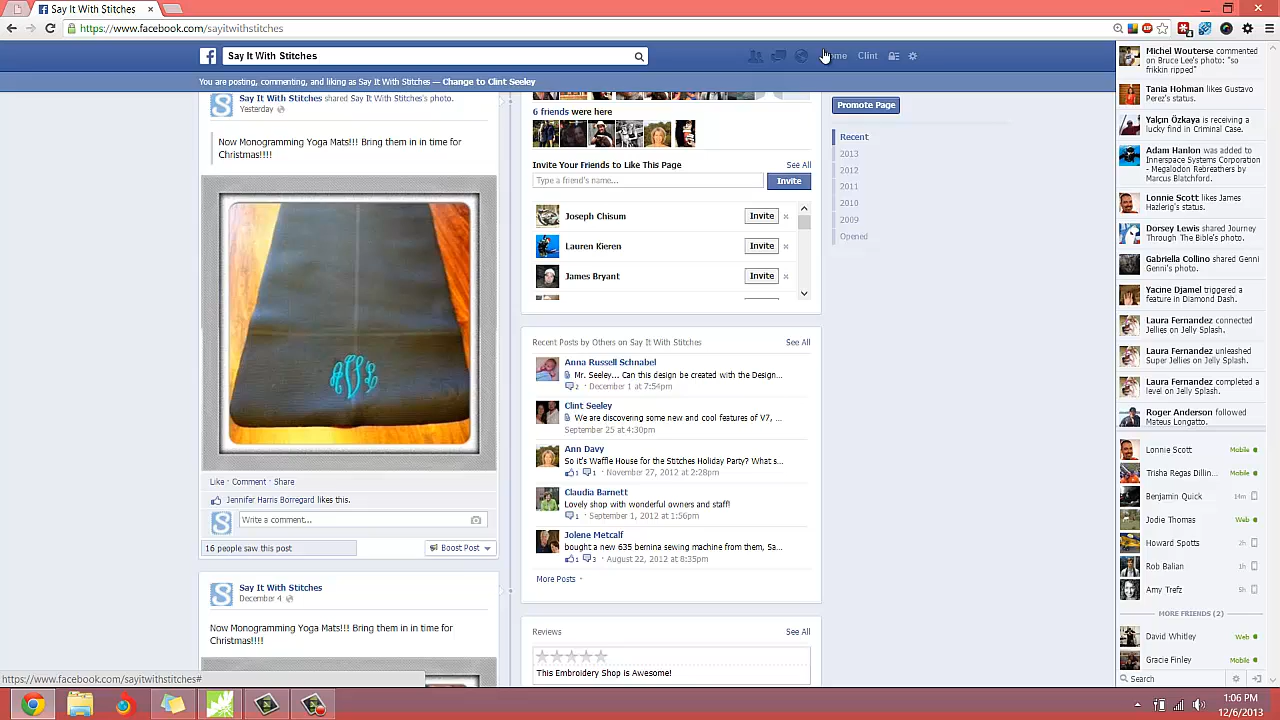 Say It With Stitches
https://www.facebook.com/sayitwithstitches
Say It With Stitches
Home
Clint
You are posting, commenting, and liking as Say It With Stitches — Change to Clint Seeley
Say It With Stitches shared Say It With Stitches's photo.
Yesterday
Now Monogramming Yoga Mats!!! Bring them in in time for
Christmas!!!!
Like · Comment · Share
Jennifer Harris Borregard likes this.
Write a comment...
16 people saw this post
Boost Post
Say It With Stitches
December 4
Now Monogramming Yoga Mats!!! Bring them in in time for
Christmas!!!!
https://www.facebook.com/sayitwithstitches#
6 friends were here
Invite Your Friends to Like This Page
See All
Type a friend's name...
Invite
Joseph Chisum
Invite
Lauren Kieren
Invite
James Bryant
Invite
Recent Posts by Others on Say It With Stitches
See All
Anna Russell Schnabel
Mr. Seeley... Can this design be created with the Design...
2 · December 1 at 7:54pm
Clint Seeley
We are discovering some new and cool features of V7, ...
September 25 at 4:30pm
Ann Davy
So it's Waffle House for the Stitches Holiday Party? What s...
1 1 · November 27, 2012 at 2:28pm
Claudia Barnett
Lovely shop with wonderful owners and staff!
1 · September 1, 2012 at 1:56pm
Jolene Metcalf
bought a new 635 bernina sewing machine from them, Sa...
1 3 · August 22, 2012 at 8:35pm
More Posts
Reviews
See All
This Embroidery Shop is Awesome!
Promote Page
Recent
2013
2012
2011
2010
2009
Opened
Michel Wouterse commented
on Bruce Lee's photo: "so
frikkin ripped"
Tania Hohman likes Gustavo
Perez's status.
Yalçın Özkaya is receiving a
lucky find in Criminal Case.
Adam Hanlon was added to
Innerspace Systems Corporation
- Megalodon Rebreathers by
Marcus Blatchford.
Lonnie Scott likes James
Hazlerig's status.
Dorsey Lewis shared Journey
Through The Bible's photo.
Gabriella Collino shared Genni
Genni's photo.
Yacine Djamel triggered a
feature in Diamond Dash.
Laura Fernandez connected
Jellies on Jelly Splash.
Laura Fernandez unleashed
Super Jellies on Jelly Splash.
Laura Fernandez completed a
level on Jelly Splash.
Roger Anderson followed
Mateus Longatto.
Lonnie Scott Mobile
Trisha Regas Dillin... Mobile
Benjamin Quick 14m
Jodie Thomas Web
Howard Spotts 2h
Rob Balian 1h
Amy Trefz 5h
MORE FRIENDS (2)
David Whitley Web
Gracie Finley Mobile
Search
1:06 PM
12/6/2013